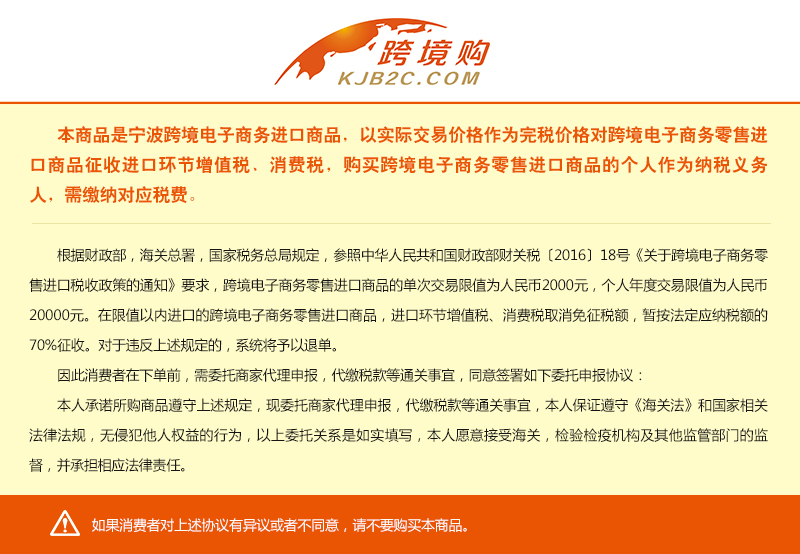 跨境购
KJB2C.COM
本商品是宁波跨境电子商务进口商品，以实际交易价格作为完税价格对跨境电子商务零售进
口商品征收进口环节增值税、消费税，购买跨境电子商务零售进口商品的个人作为纳税义务
人，需缴纳对应税费。
根据财政部，海关总署，国家税务总局规定，参照中华人民共和国财政部财关税〔2016〕18号《关于跨境电子商务零
售进口税收政策的通知》要求，跨境电子商务零售进口商品的单次交易限值为人民币2000元，个人年度交易限值为人民币
20000元。在限值以内进口的跨境电子商务零售进口商品，进口环节增值税、消费税取消免征税额，暂按法定应纳税额的
70%征收。对于违反上述规定的，系统将予以退单。
因此消费者在下单前，需委托商家代理申报，代缴税款等通关事宜，同意签署如下委托申报协议：
本人承诺所购商品遵守上述规定，现委托商家代理申报，代缴税款等通关事宜，本人保证遵守《海关法》和国家相关
法律法规，无侵犯他人权益的行为，以上委托关系是如实填写，本人愿意接受海关，检验检疫机构及其他监管部门的监
督，并承担相应法律责任。
如果消费者对上述协议有异议或者不同意，请不要购买本商品。